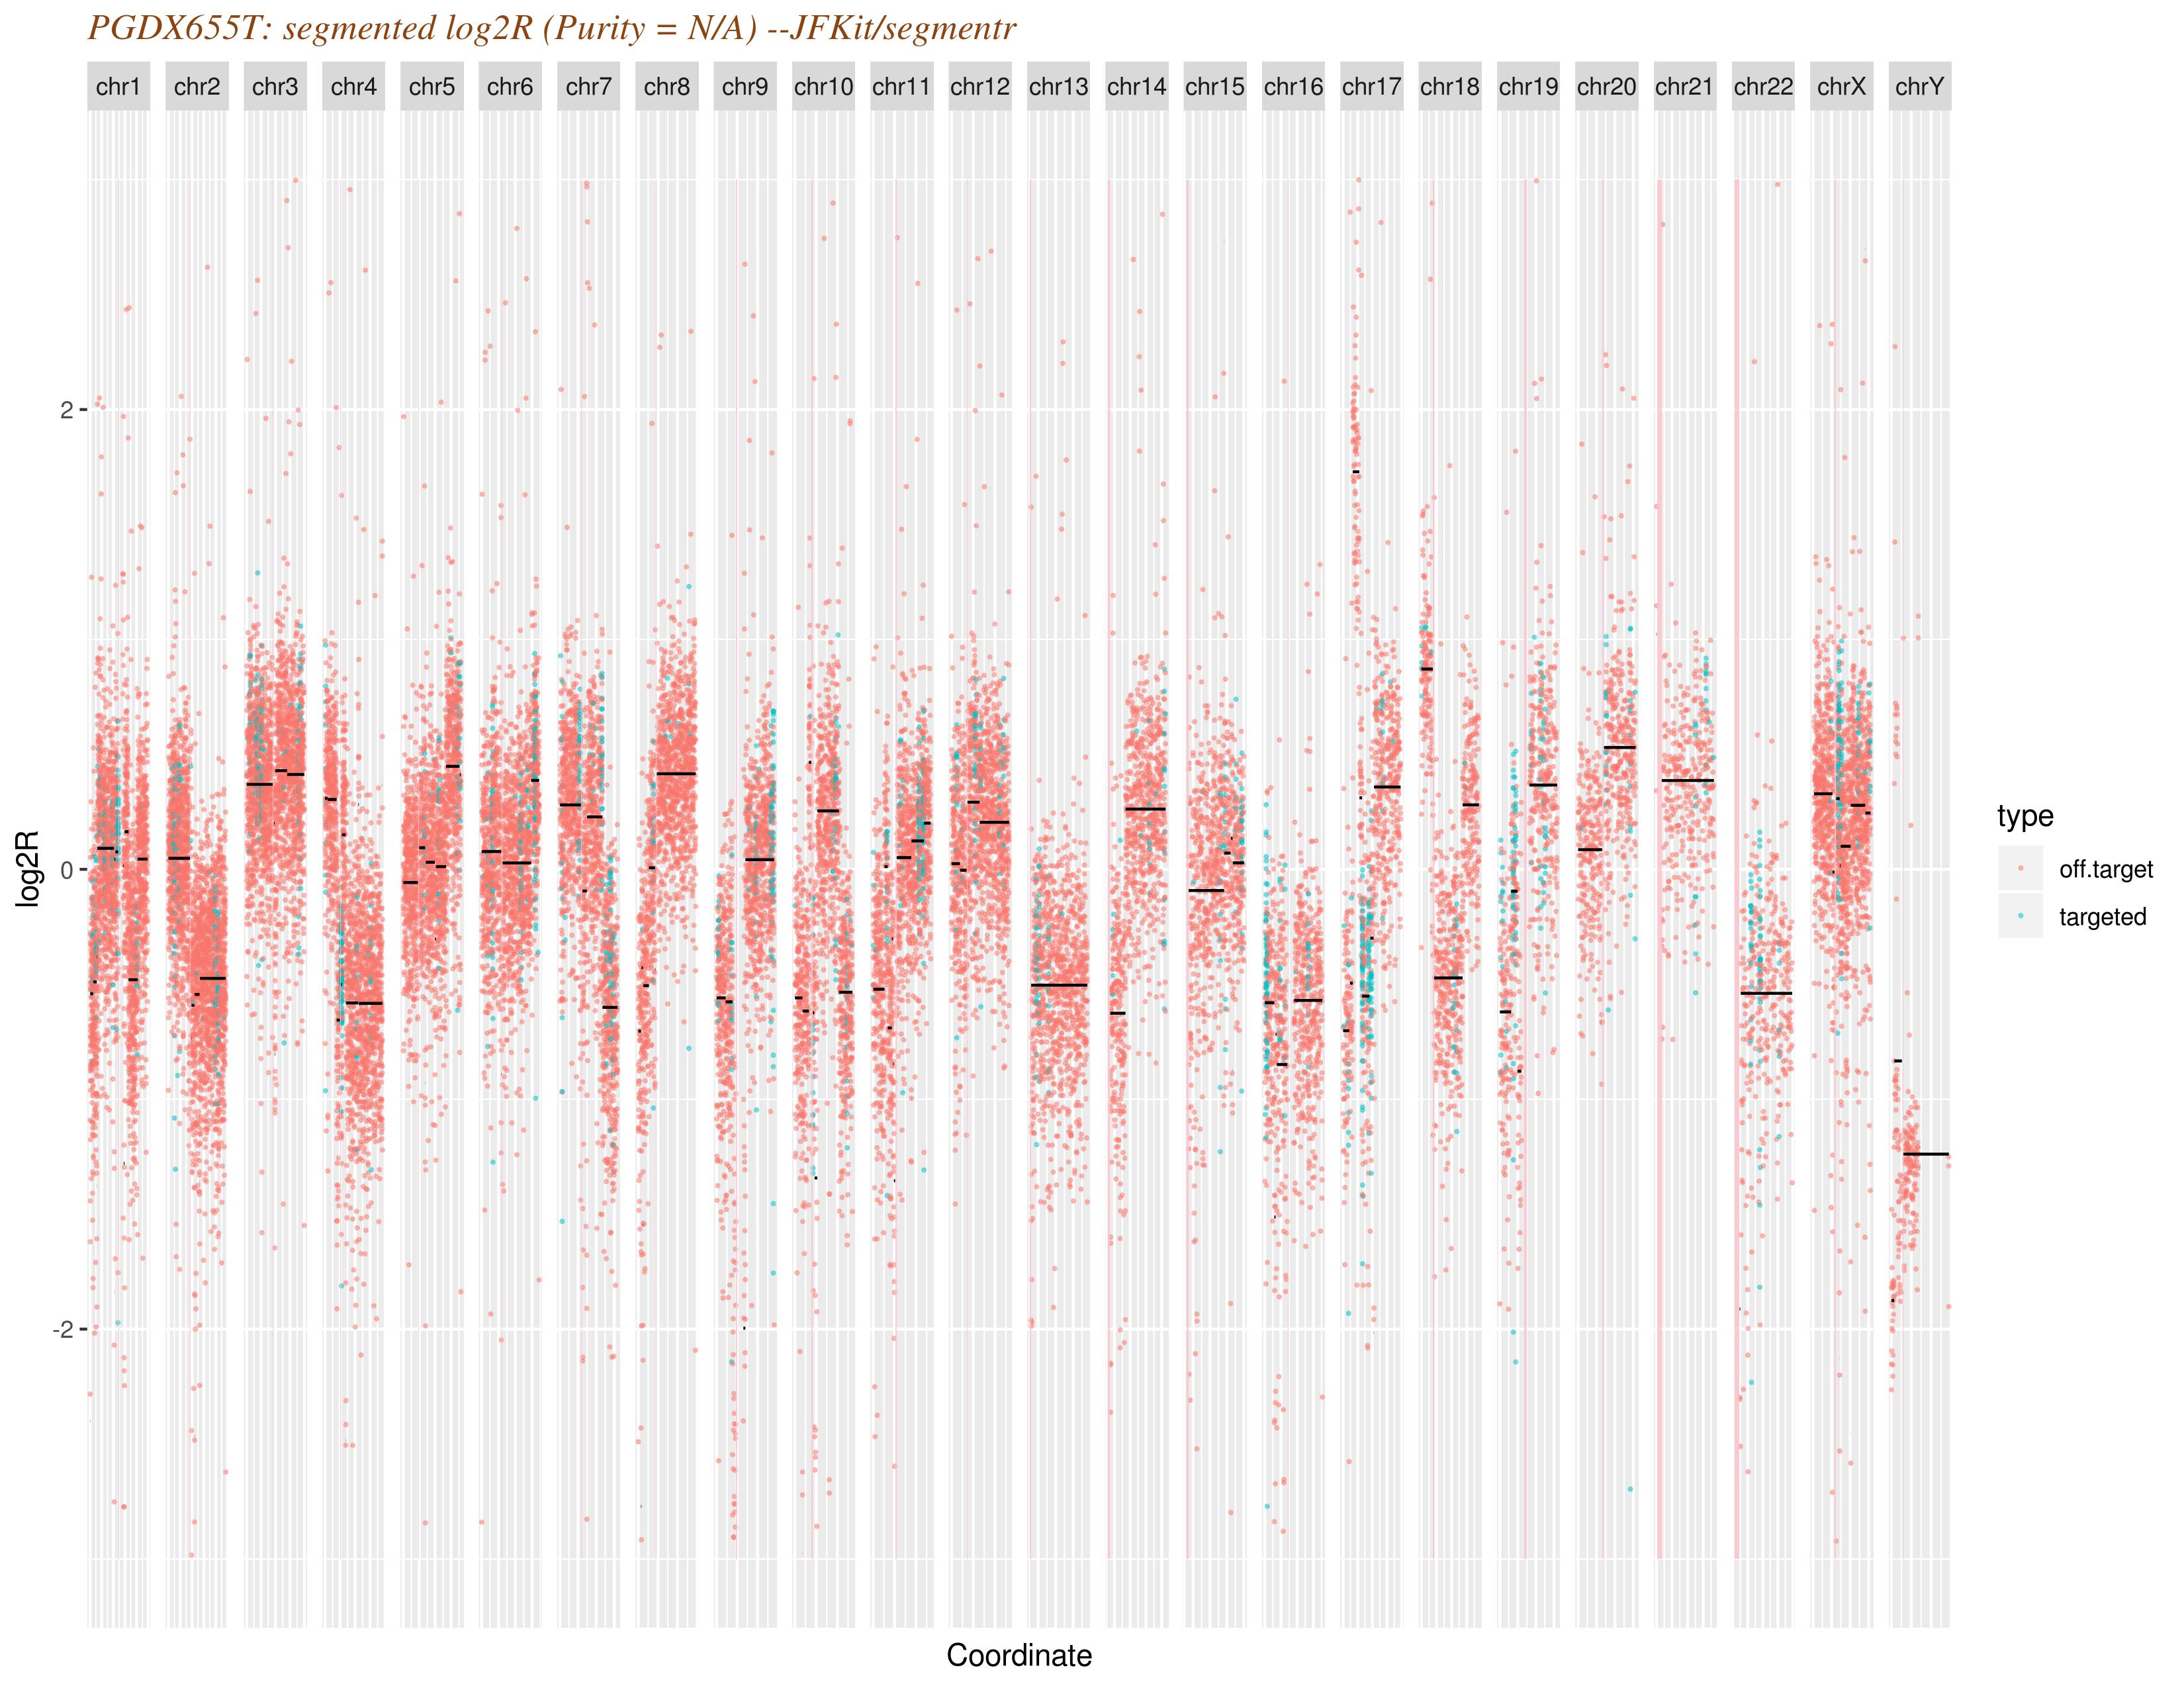 PGDX655T: segmented log2R (Purity = N/A) --JFKit/segmentr
chr1 chr2 chr3 chr4 chr5 chr6 chr7 chr8 chr9 chr10 chr11 chr12 chr13 chr14 chr15 chr16 chr17 chr18 chr19 chr20 chr21 chr22 chrX chrY
2
0
-2
log2R
Coordinate
type
off.target
targeted